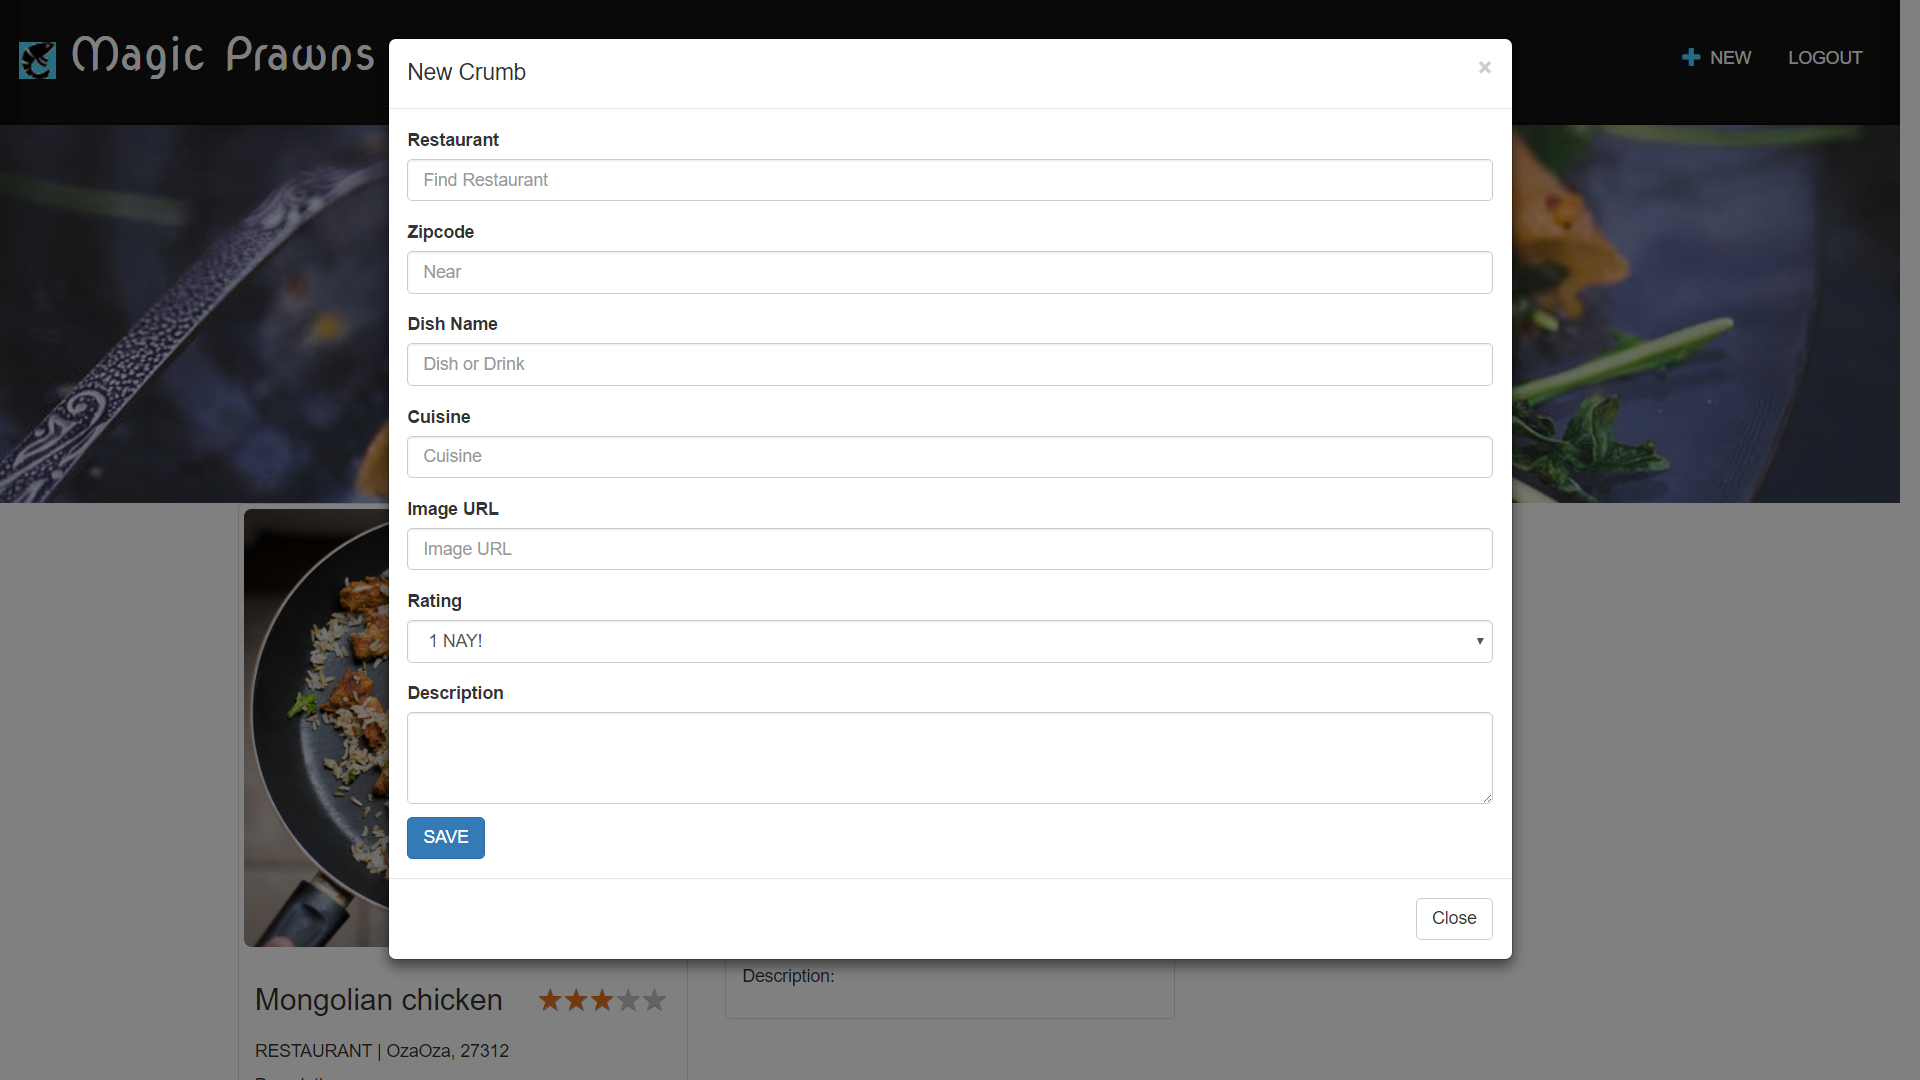 Magic Prawns
NEW
LOGOUT
New Crumb
×
Restaurant
Find Restaurant
Zipcode
Near
Dish Name
Dish or Drink
Cuisine
Cuisine
Image URL
Image URL
Rating
1 NAY!
Description
SAVE
Close
Description:
Mongolian chicken
RESTAURANT | OzaOza, 27312